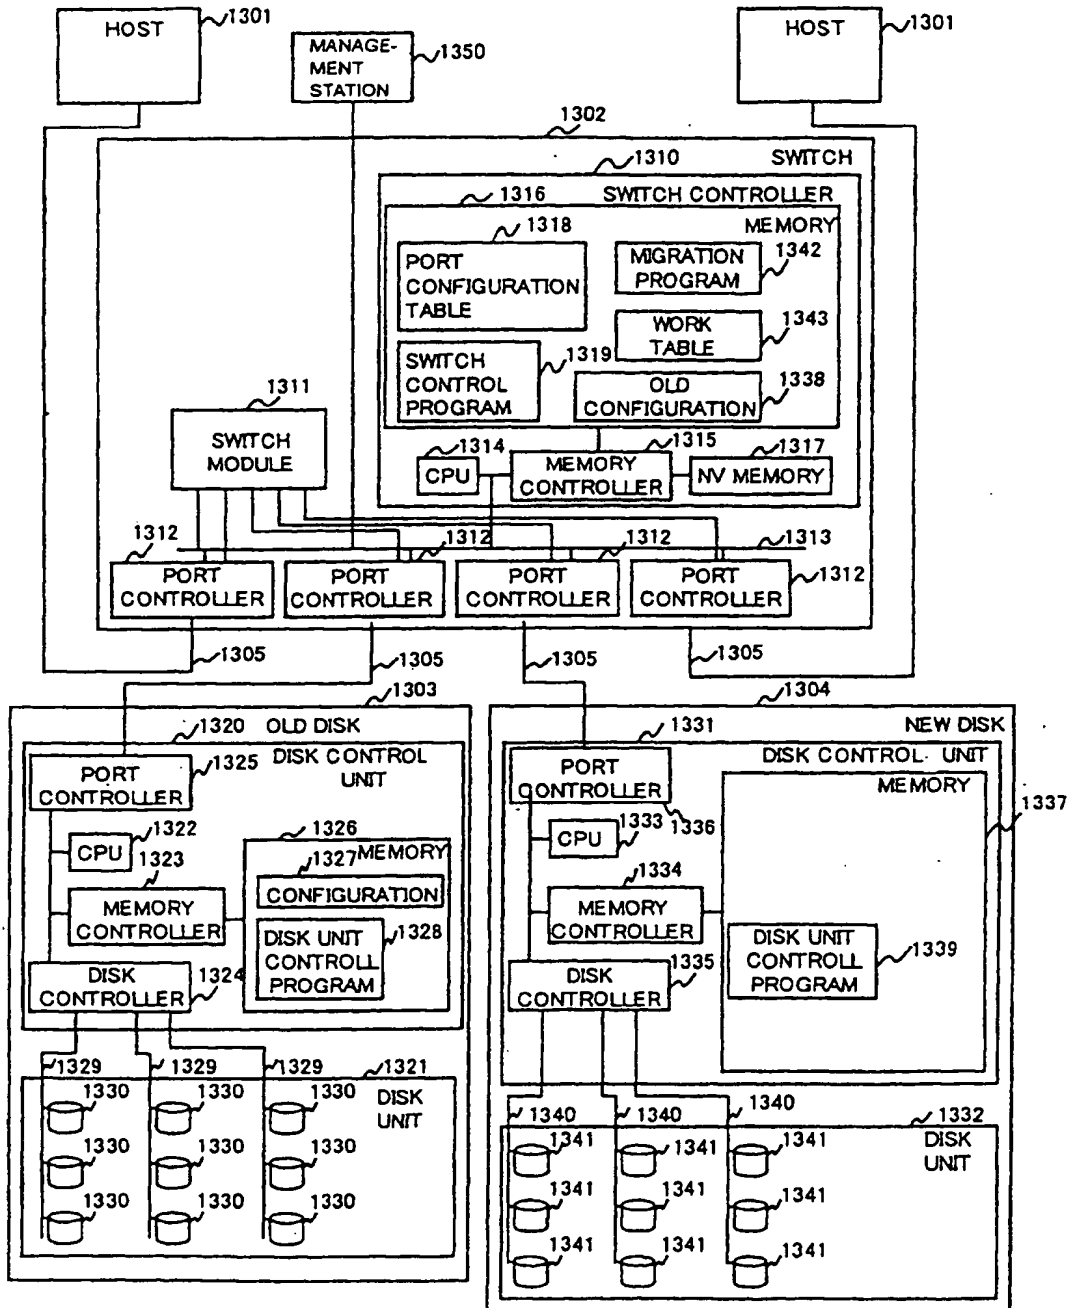 HOST
1301
MANAGE-
MENT
STATION
1350
HOST
1301
1302
SWITCH
1310
SWITCH CONTROLLER
1316
MEMORY
1318
PORT
CONFIGURATION
TABLE
MIGRATION
PROGRAM
1342
WORK
TABLE
1343
SWITCH
CONTROL
PROGRAM
1319
OLD
CONFIGURATION
1338
1311
SWITCH
MODULE
1314
CPU
1315
MEMORY
CONTROLLER
1317
NV MEMORY
1312
1312
1312
1313
PORT
CONTROLLER
PORT
CONTROLLER
PORT
CONTROLLER
PORT
CONTROLLER
1312
1305
1305
1305
1305
1303
OLD DISK
1320
DISK CONTROL
UNIT
PORT
CONTROLLER
1325
CPU
1322
1323
MEMORY
CONTROLLER
1326
MEMORY
1327
CONFIGURATION
DISK UNIT
CONTROLL
PROGRAM
1328
DISK
CONTROLLER
1324
1329
1329
1329
1321
DISK
UNIT
1330
1330
1330
1330
1330
1330
1330
1330
1330
1304
NEW DISK
1331
DISK CONTROL UNIT
PORT
CONTROLLER
1336
MEMORY
1337
CPU
1333
1334
MEMORY
CONTROLLER
DISK UNIT
CONTROLL
PROGRAM
1339
DISK
CONTROLLER
1335
1340
1340
1340
1332
DISK
UNIT
1341
1341
1341
1341
1341
1341
1341
1341
1341